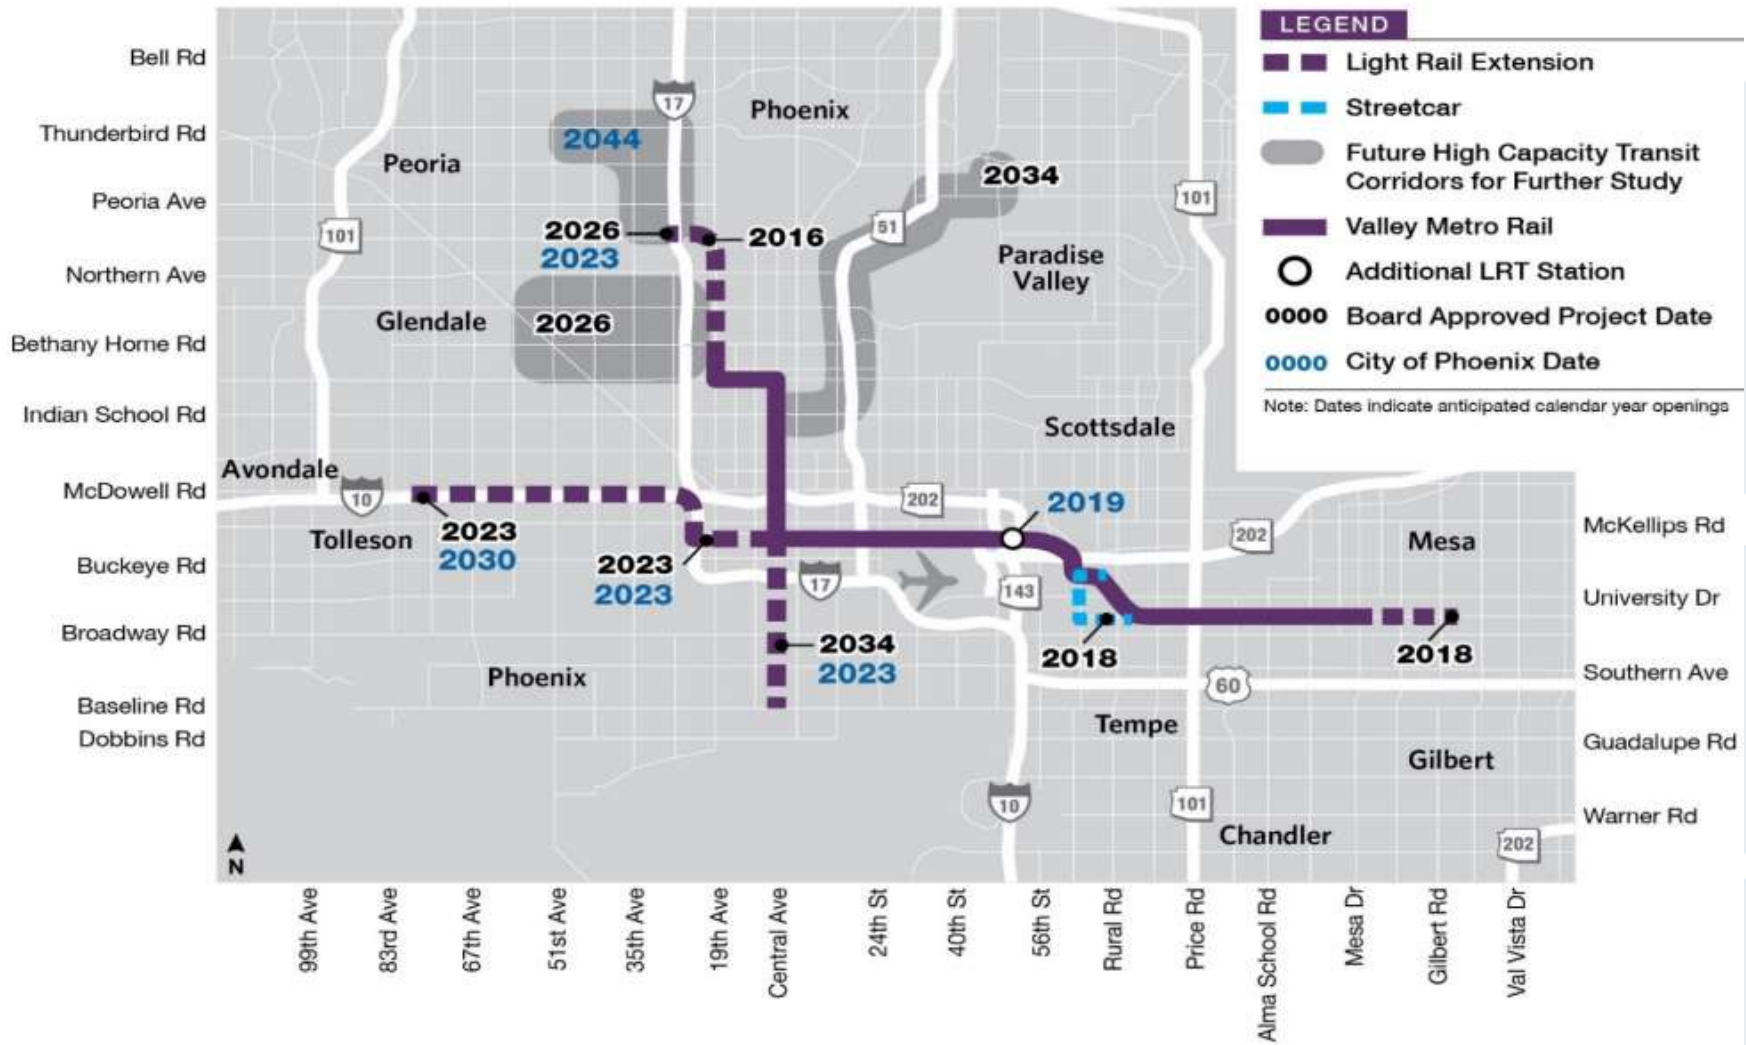 LEGEND
Light Rail Extension
Streetcar
Future High Capacity Transit
Corridors for Further Study
Valley Metro Rail
Additional LRT Station
0000 Board Approved Project Date
0000 City of Phoenix Date
Note: Dates indicate anticipated calendar year openings
Bell Rd
Thunderbird Rd
Peoria Ave
Northern Ave
Bethany Home Rd
Indian School Rd
McDowell Rd
Buckeye Rd
Broadway Rd
Baseline Rd
Dobbins Rd
17
Phoenix
2044
Peoria
2034
101
101
51
2026
2023
2016
Paradise
Valley
Glendale
2026
Scottsdale
Avondale
10
202
2019
2023
2030
Tolleson
202
Mesa
2023
2023
17
143
2034
2023
2018
2018
Phoenix
60
Tempe
Gilbert
10
101
Chandler
202
N
McKellips Rd
University Dr
Southern Ave
Guadalupe Rd
Warner Rd
99th Ave
83rd Ave
67th Ave
51st Ave
35th Ave
19th Ave
Central Ave
24th St
40th St
56th St
Rural Rd
Price Rd
Alma School Rd
Mesa Dr
Gilbert Rd
Val Vista Dr